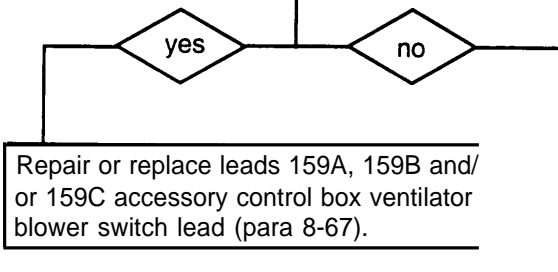 yes
no
Repair or replace leads 159A, 159B and/
or 159C accessory control box ventilator
blower switch lead (para 8-67).